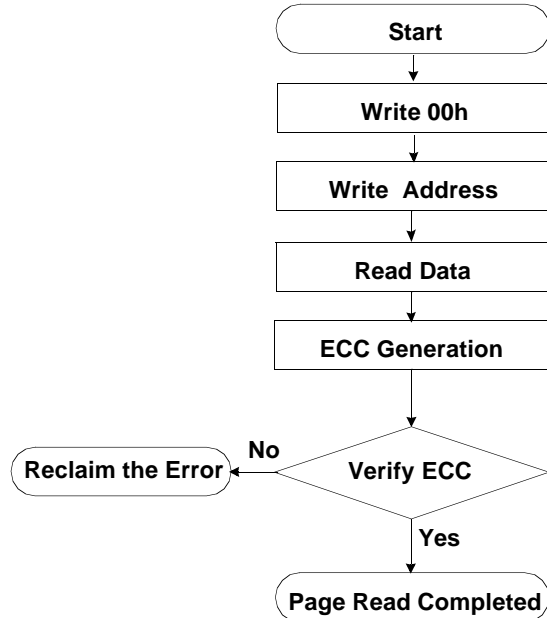 Start
Write 00h
Write Address
Read Data
ECC Generation
No
Reclaim the Error
Verify ECC
Yes
Page Read Completed